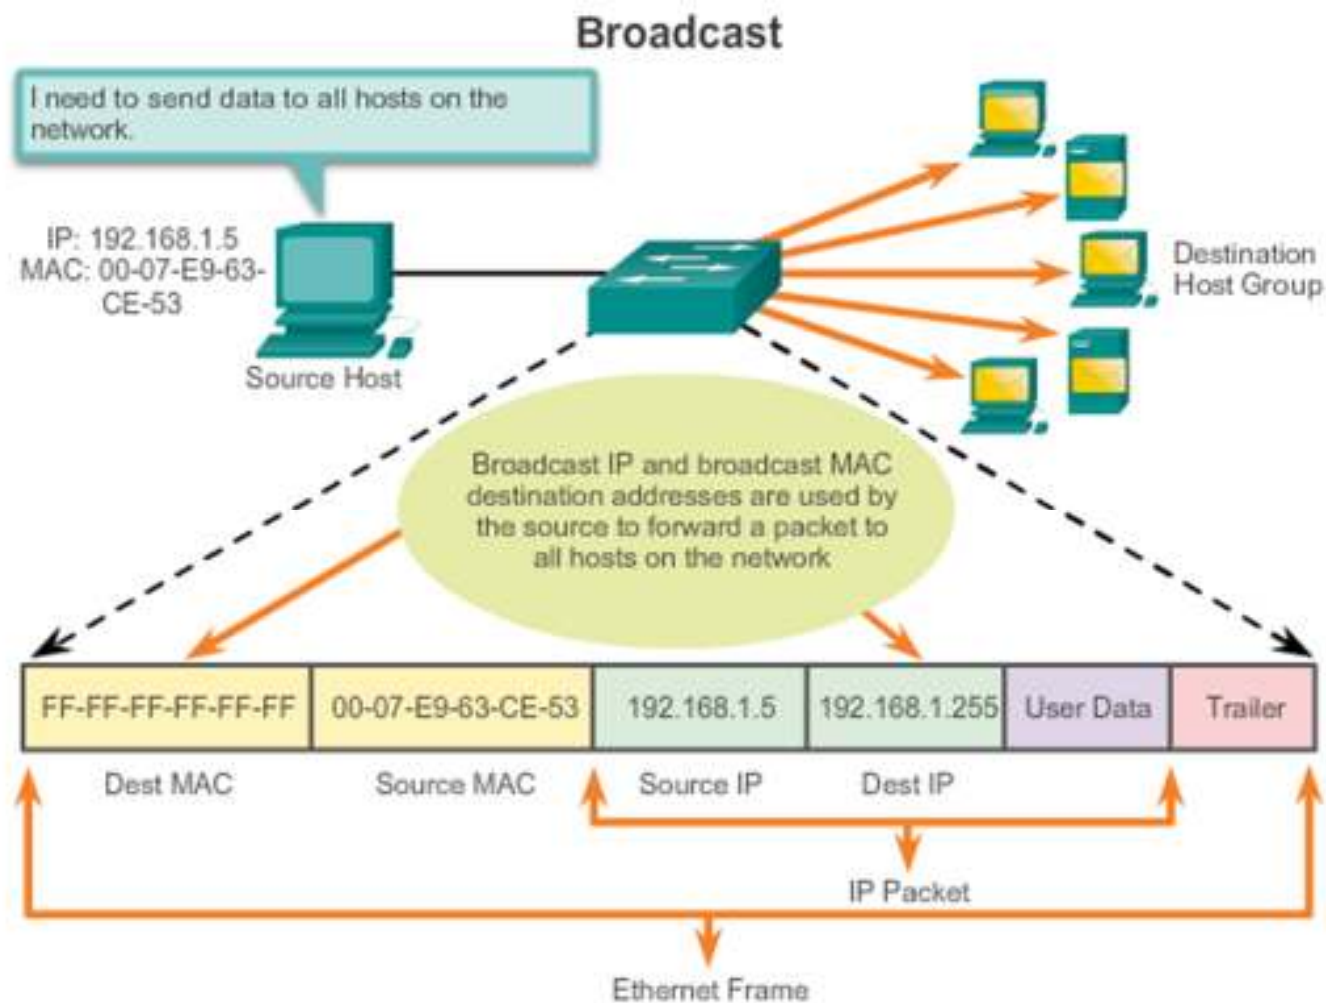 Broadcast
I need to send data to all hosts on the
network.
IP: 192.168.1.5
MAC: 00-07-E9-63-
CE-53
Source Host
Destination
Host Group
Broadcast IP and broadcast MAC
destination addresses are used by
the source to forward a packet to
all hosts on the network
FF-FF-FF-FF-FF-FF 00-07-E9-63-CE-53 192.168.1.5 192.168.1.255 User Data Trailer
Dest MAC Source MAC Source IP Dest IP
IP Packet
Ethernet Frame